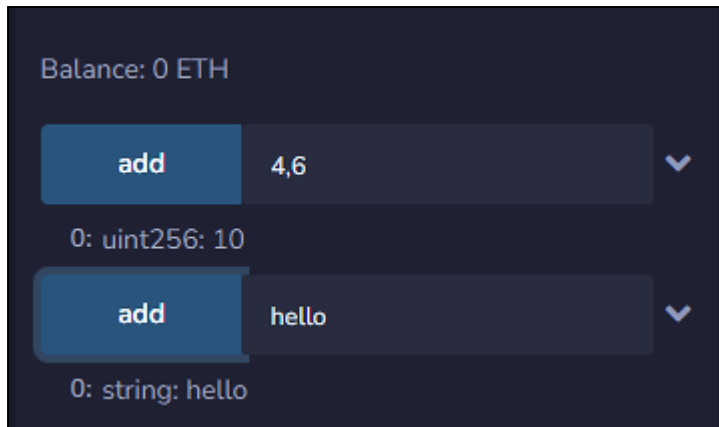 Balance: 0 ETH
add 4,6
0: uint256: 10
add hello
0: string: hello